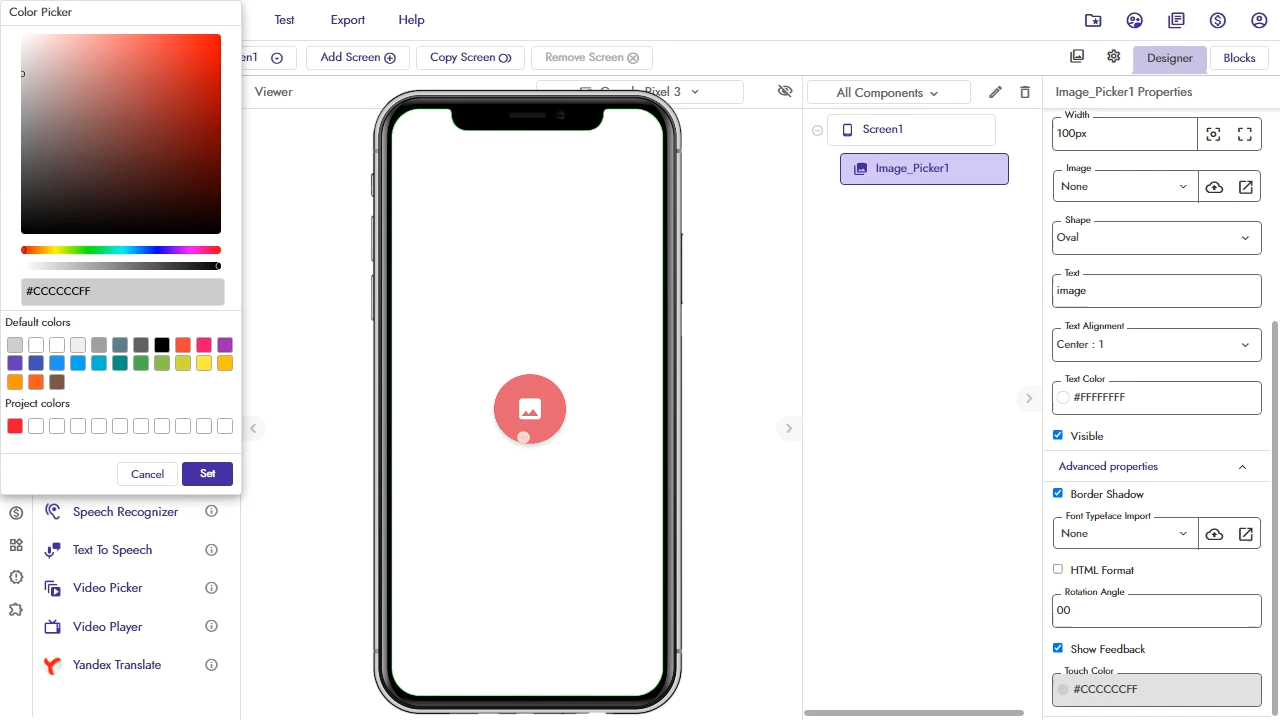 Color Picker
Test
Export
Help
en1
Add Screen
Copy Screen
Remove Screen
Designer
Blocks
Viewer
Pixel 3
All Components
Image_Picker1 Properties
Screen1
Image_Picker1
Width
100px
Image
None
Shape
Oval
Text
image
Text Alignment
Center : 1
Text Color
#FFFFFFFF
Visible
Advanced properties
Border Shadow
Font Typeface Import
None
HTML Format
Rotation Angle
00
Show Feedback
Touch Color
#CCCCCCFF
#CCCCCCFF
Default colors
Project colors
Cancel
Set
Speech Recognizer
Text To Speech
Video Picker
Video Player
Yandex Translate